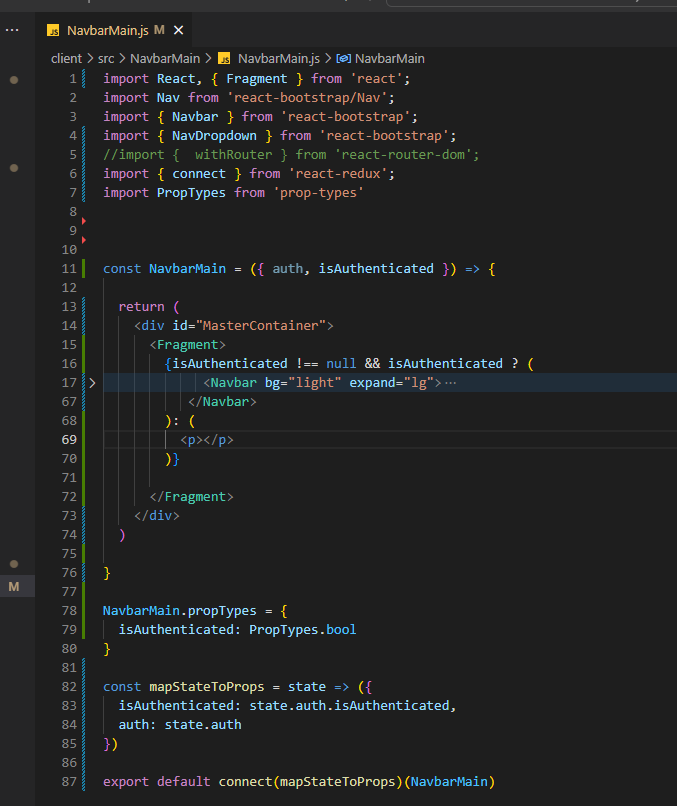 NavbarMain.js M
client > src > NavbarMain > NavbarMain.js > NavbarMain
1 import React, { Fragment } from 'react';
2 import Nav from 'react-bootstrap/Nav';
3 import { Navbar } from 'react-bootstrap';
4 import { NavDropdown } from 'react-bootstrap';
5 //import {  withRouter } from 'react-router-dom';
6 import { connect } from 'react-redux';
7 import PropTypes from 'prop-types'
8
9
10
11 const NavbarMain = ({ auth, isAuthenticated }) => {
12
13   return (
14     <div id="MasterContainer">
15       <Fragment>
16         {isAuthenticated !== null && isAuthenticated ? (
17              <Navbar bg="light" expand="lg">…
67            </Navbar>
68         ): (
69           <p></p>
70         )}
71
72       </Fragment>
73     </div>
74   )
75
76 }
77
78 NavbarMain.propTypes = {
79   isAuthenticated: PropTypes.bool
80 }
81
82 const mapStateToProps = state => ({
83   isAuthenticated: state.auth.isAuthenticated,
84   auth: state.auth
85 })
86
87 export default connect(mapStateToProps)(NavbarMain)
M